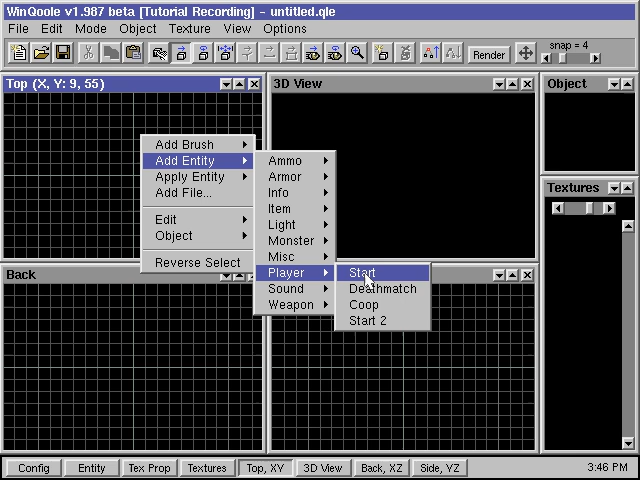 WinQoole v1.987 beta [Tutorial Recording] - untitled.qle
File Edit Mode Object Texture View Options
Render
snap = 4
Top (X, Y: 9, 55)
3D View
Object
Textures
Back
Add Brush
Add Entity
Apply Entity
Add File...
Edit
Object
Reverse Select
Ammo
Armor
Info
Item
Light
Monster
Misc
Player
Sound
Weapon
Start
Deathmatch
Coop
Start 2
Config Entity Tex Prop Textures Top, XY 3D View Back, XZ Side, YZ 3:46 PM